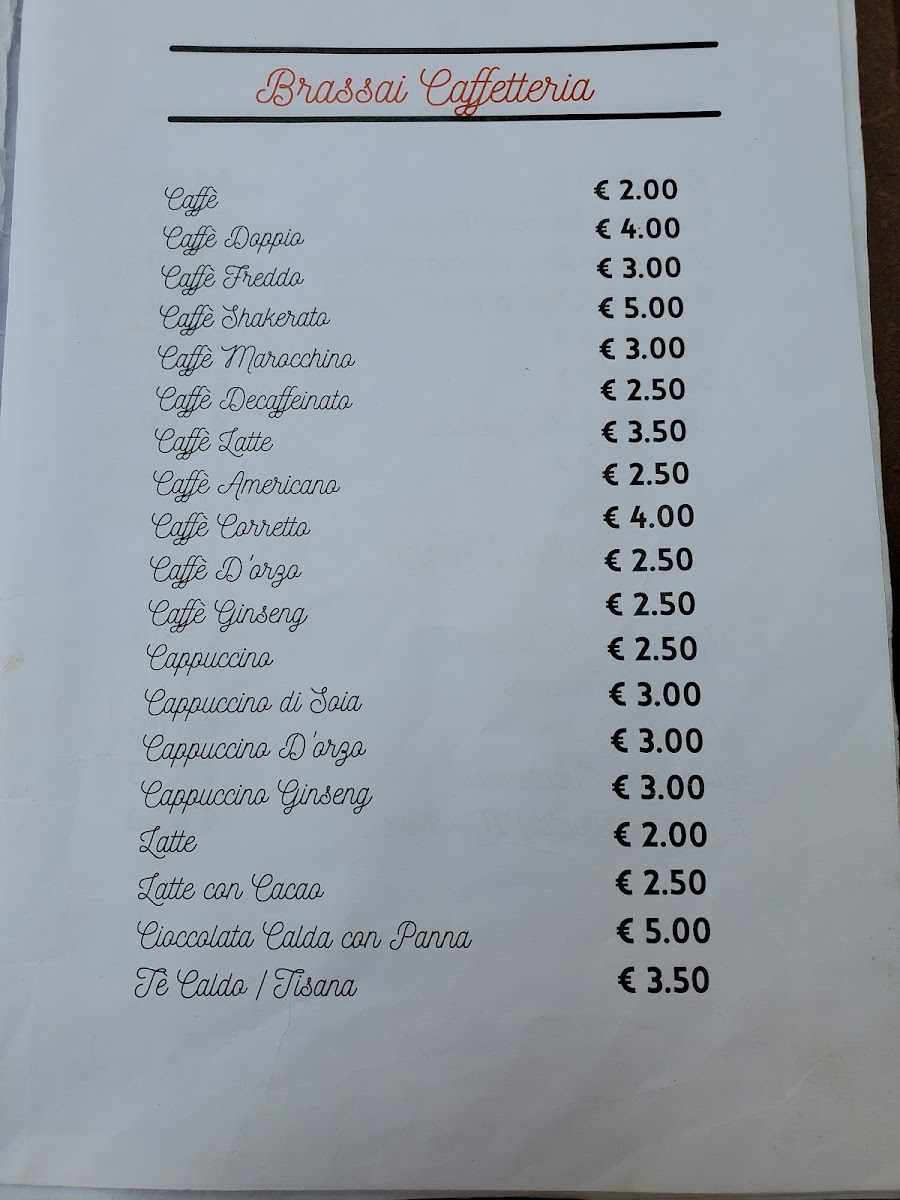 Brassai Caffetteria
Caffè € 2.00
Caffè Doppio € 4.00
Caffè Freddo € 3.00
Caffè Shakerato € 5.00
Caffè Marocchino € 3.00
Caffè Decaffeinato € 2.50
Caffè Latte € 3.50
Caffè Americano € 2.50
Caffè Corretto € 4.00
Caffè D'orzo € 2.50
Caffè Ginseng € 2.50
Cappuccino € 2.50
Cappuccino di Soia € 3.00
Cappuccino D'orzo € 3.00
Cappuccino Ginseng € 3.00
Latte € 2.00
Latte con Cacao € 2.50
Cioccolata Calda con Panna € 5.00
Tè Caldo / Tisana € 3.50